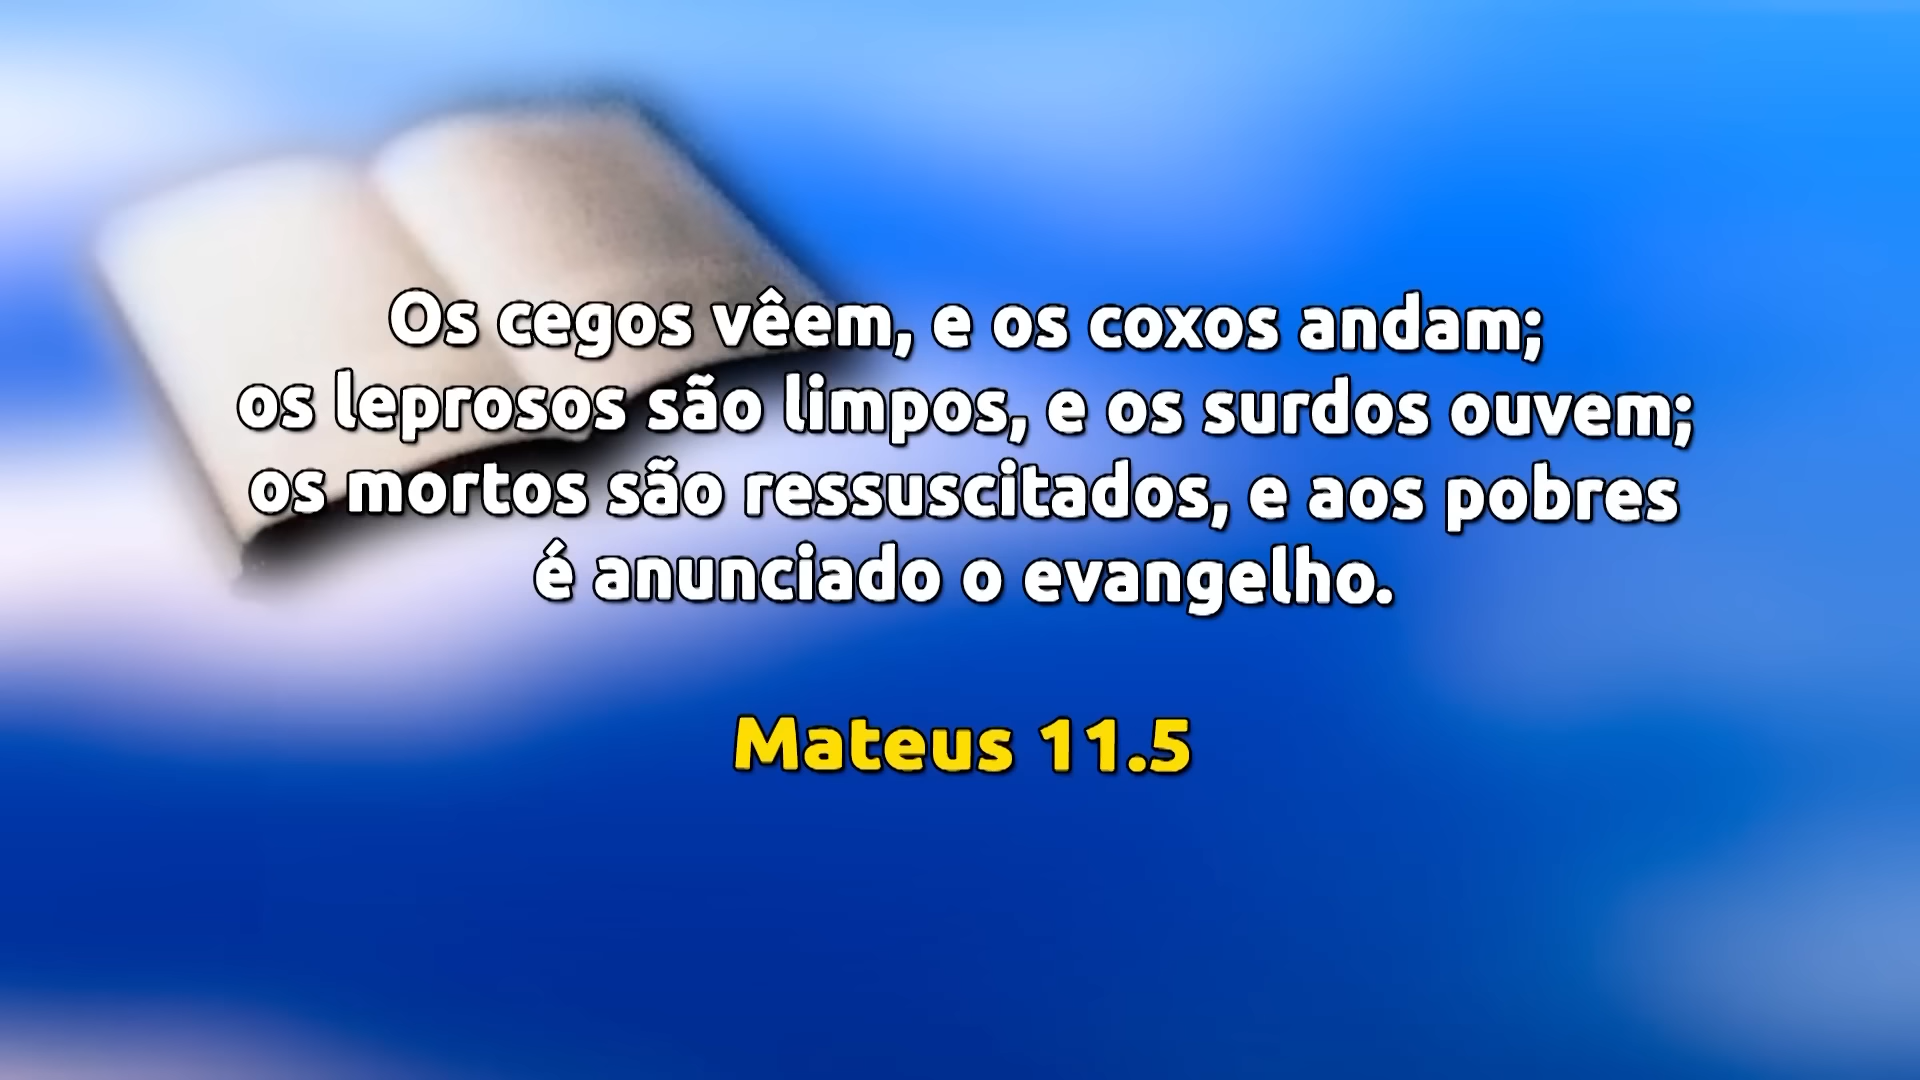 Os cegos vêem, e os coxos andam;
os leprosos são limpos, e os surdos ouvem;
os mortos são ressuscitados, e aos pobres
é anunciado o evangelho.
Mateus 11.5